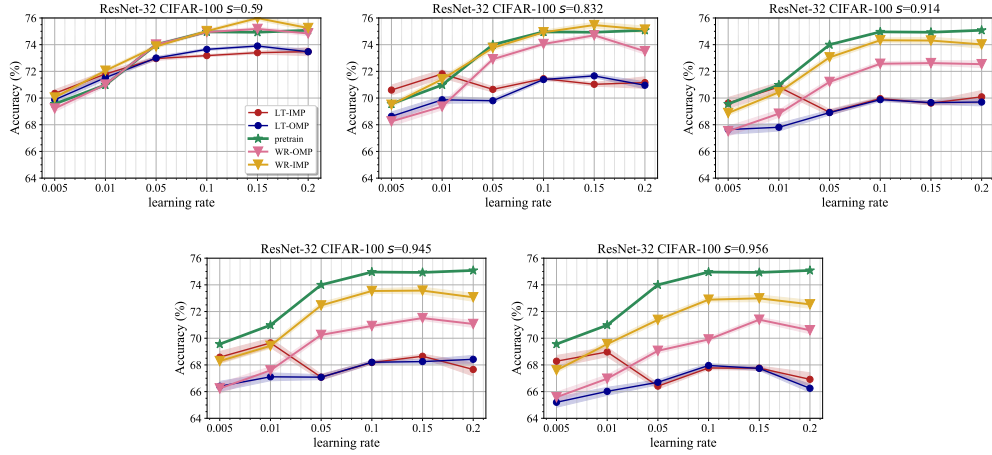 ResNet-32 CIFAR-100 s=0.59
76
74
72
70
68
66
64
Accuracy (%)
LT-IMP
LT-OMP
pretrain
WR-OMP
WR-IMP
0.005 0.01 0.05 0.1 0.15 0.2
learning rate
ResNet-32 CIFAR-100 s=0.832
76
74
72
70
68
66
64
Accuracy (%)
0.005 0.01 0.05 0.1 0.15 0.2
learning rate
ResNet-32 CIFAR-100 s=0.914
76
74
72
70
68
66
64
Accuracy (%)
0.005 0.01 0.05 0.1 0.15 0.2
learning rate
ResNet-32 CIFAR-100 s=0.945
76
74
72
70
68
66
64
Accuracy (%)
0.005 0.01 0.05 0.1 0.15 0.2
learning rate
ResNet-32 CIFAR-100 s=0.956
76
74
72
70
68
66
64
Accuracy (%)
0.005 0.01 0.05 0.1 0.15 0.2
learning rate